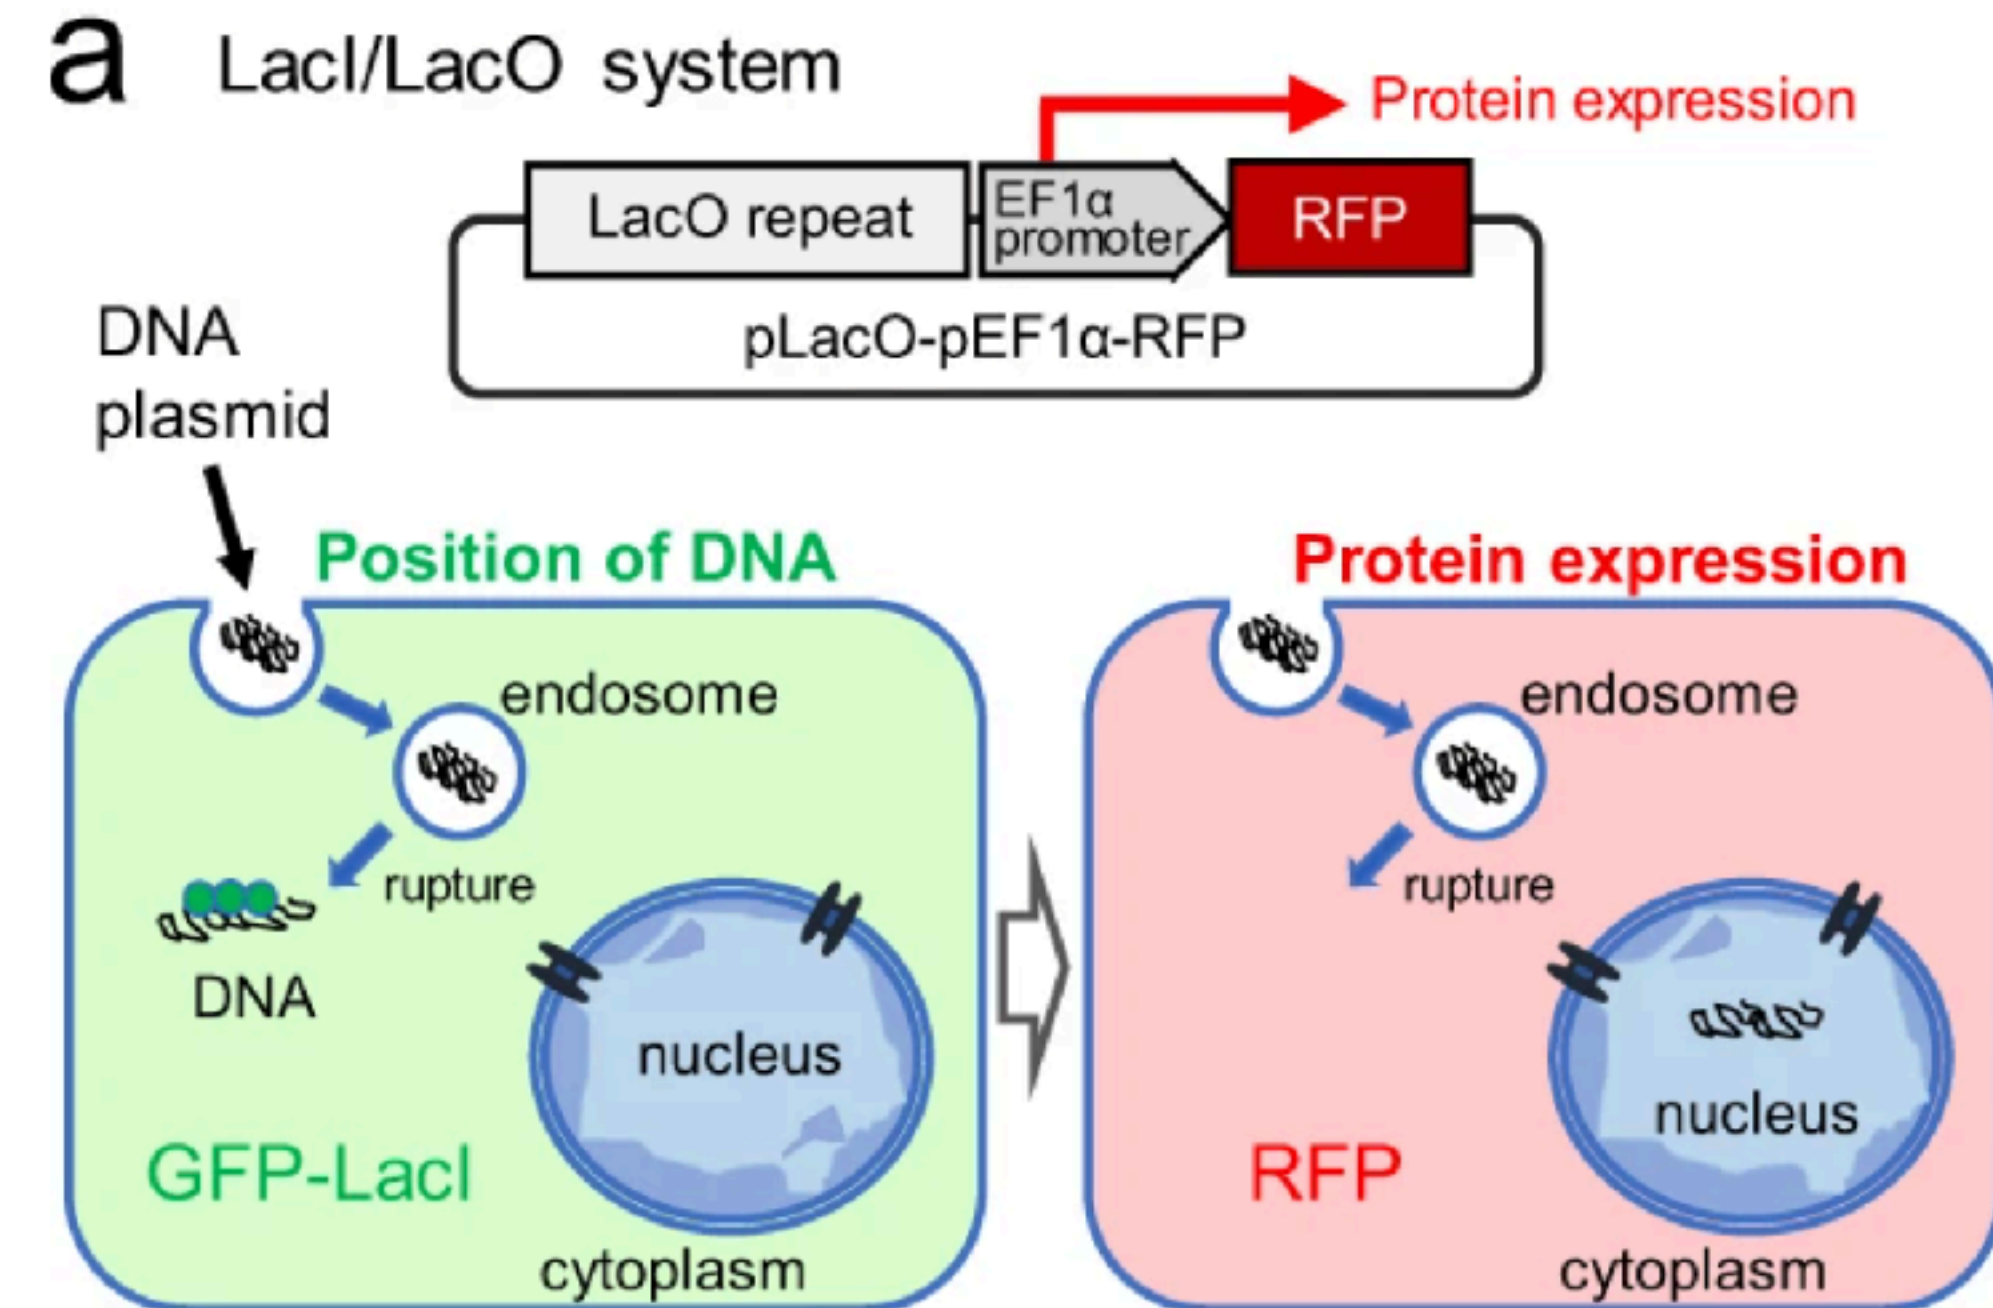 a LacI/LacO system
Protein expression
LacO repeat
EF1α
promoter
RFP
pLacO-pEF1α-RFP
DNA
plasmid
Position of DNA
endosome
rupture
DNA
nucleus
GFP-LacI
cytoplasm
Protein expression
endosome
rupture
nucleus
RFP
cytoplasm